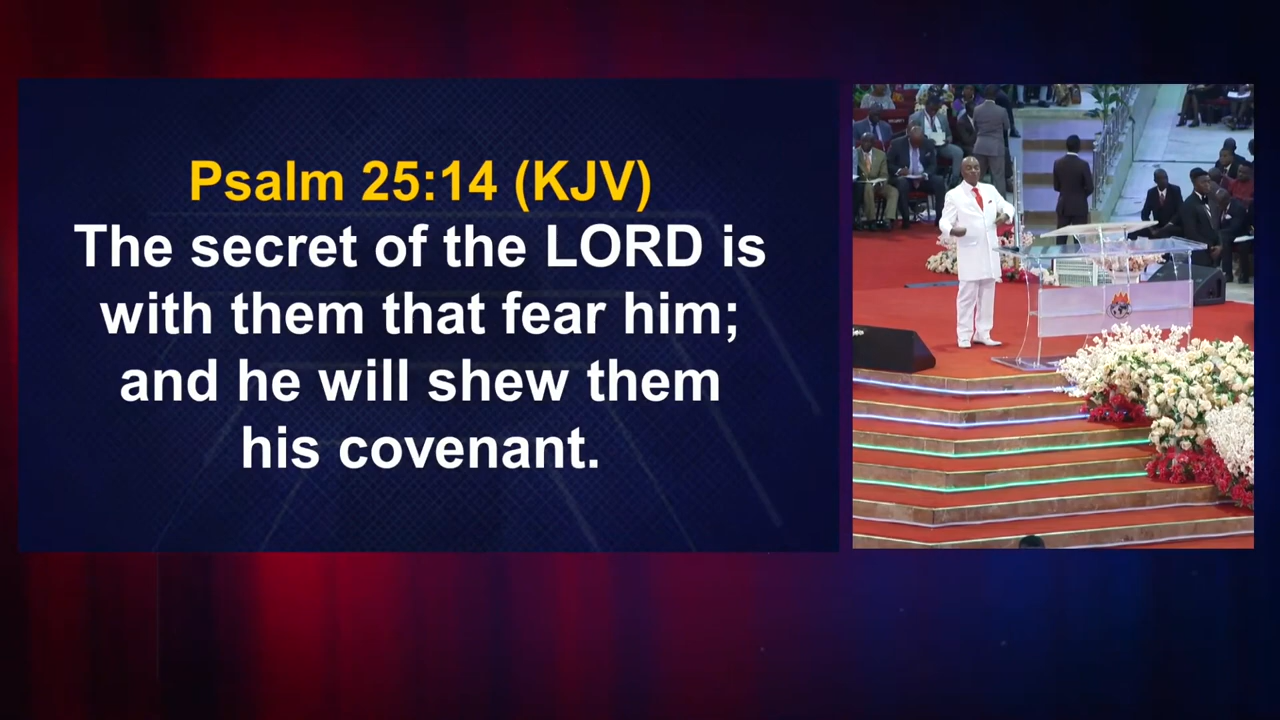 Psalm 25:14 (KJV)
The secret of the LORD is
with them that fear him;
and he will shew them
his covenant.